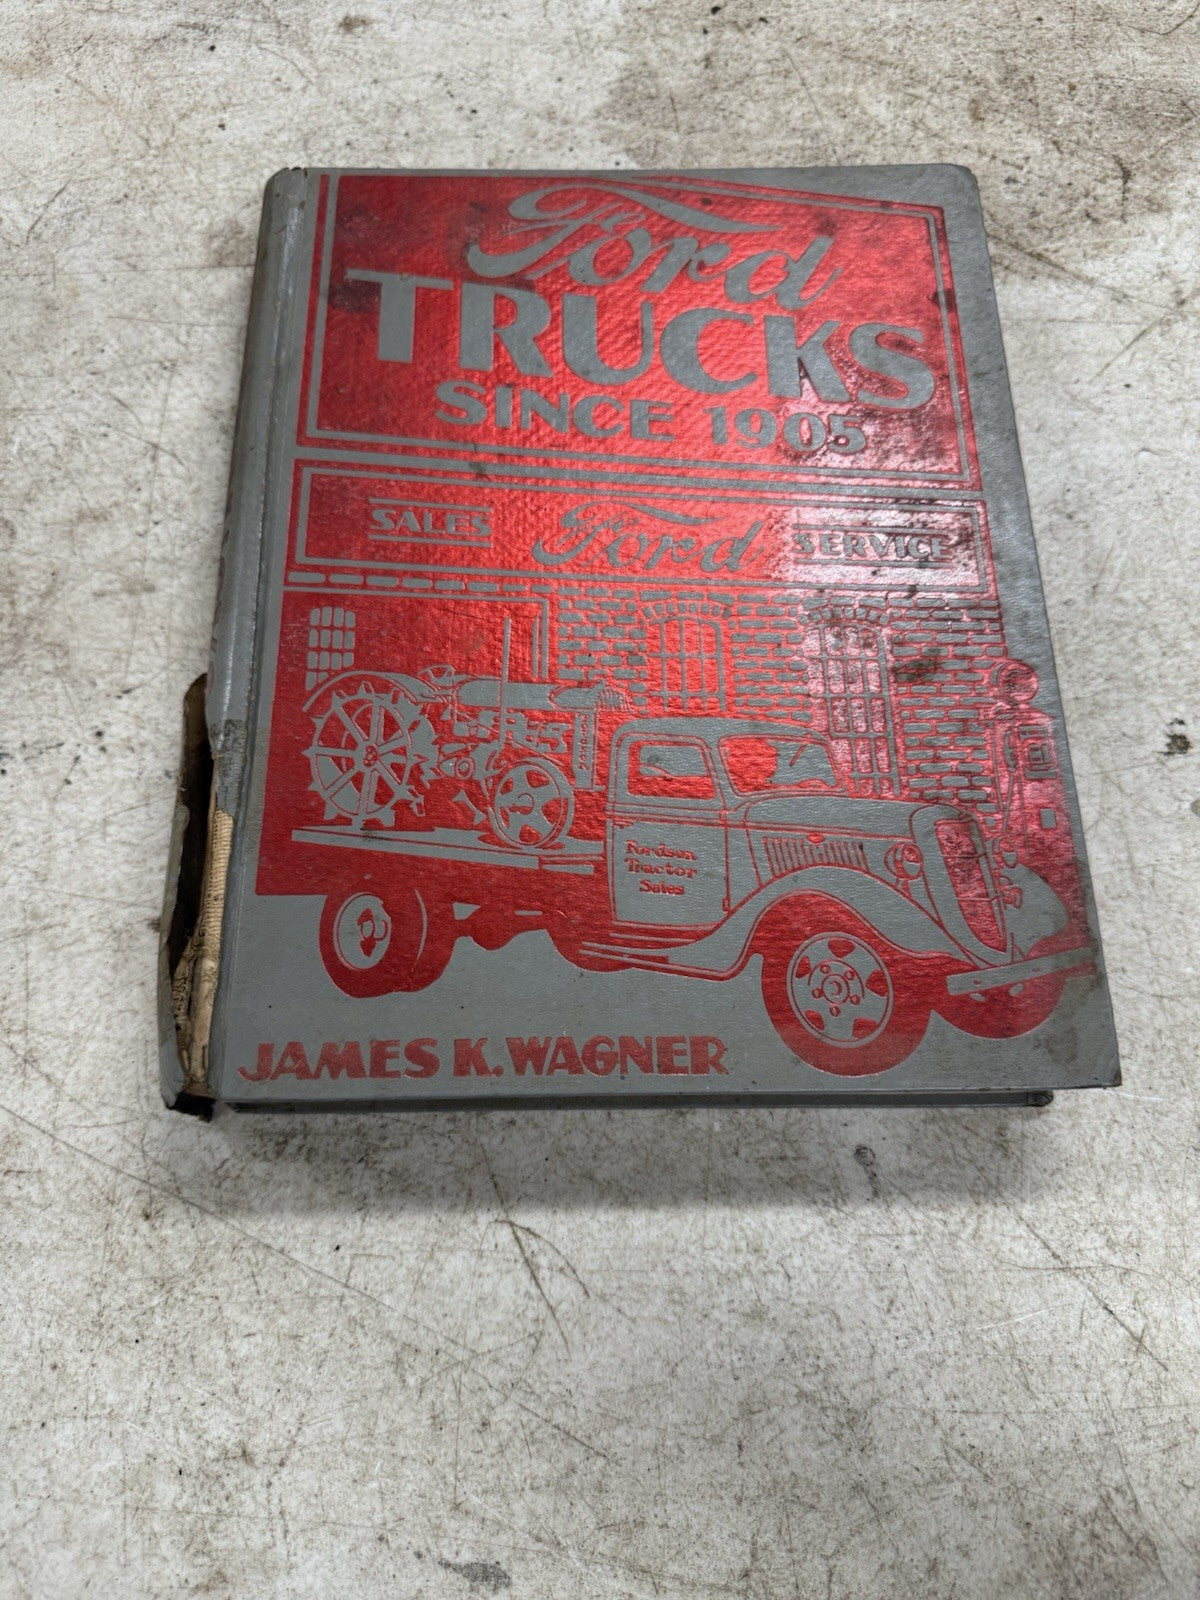 Ford
TRUCKS
SINCE 1905
SALES Ford SERVICE
Fordson
Tractor
Sales
JAMES K. WAGNER